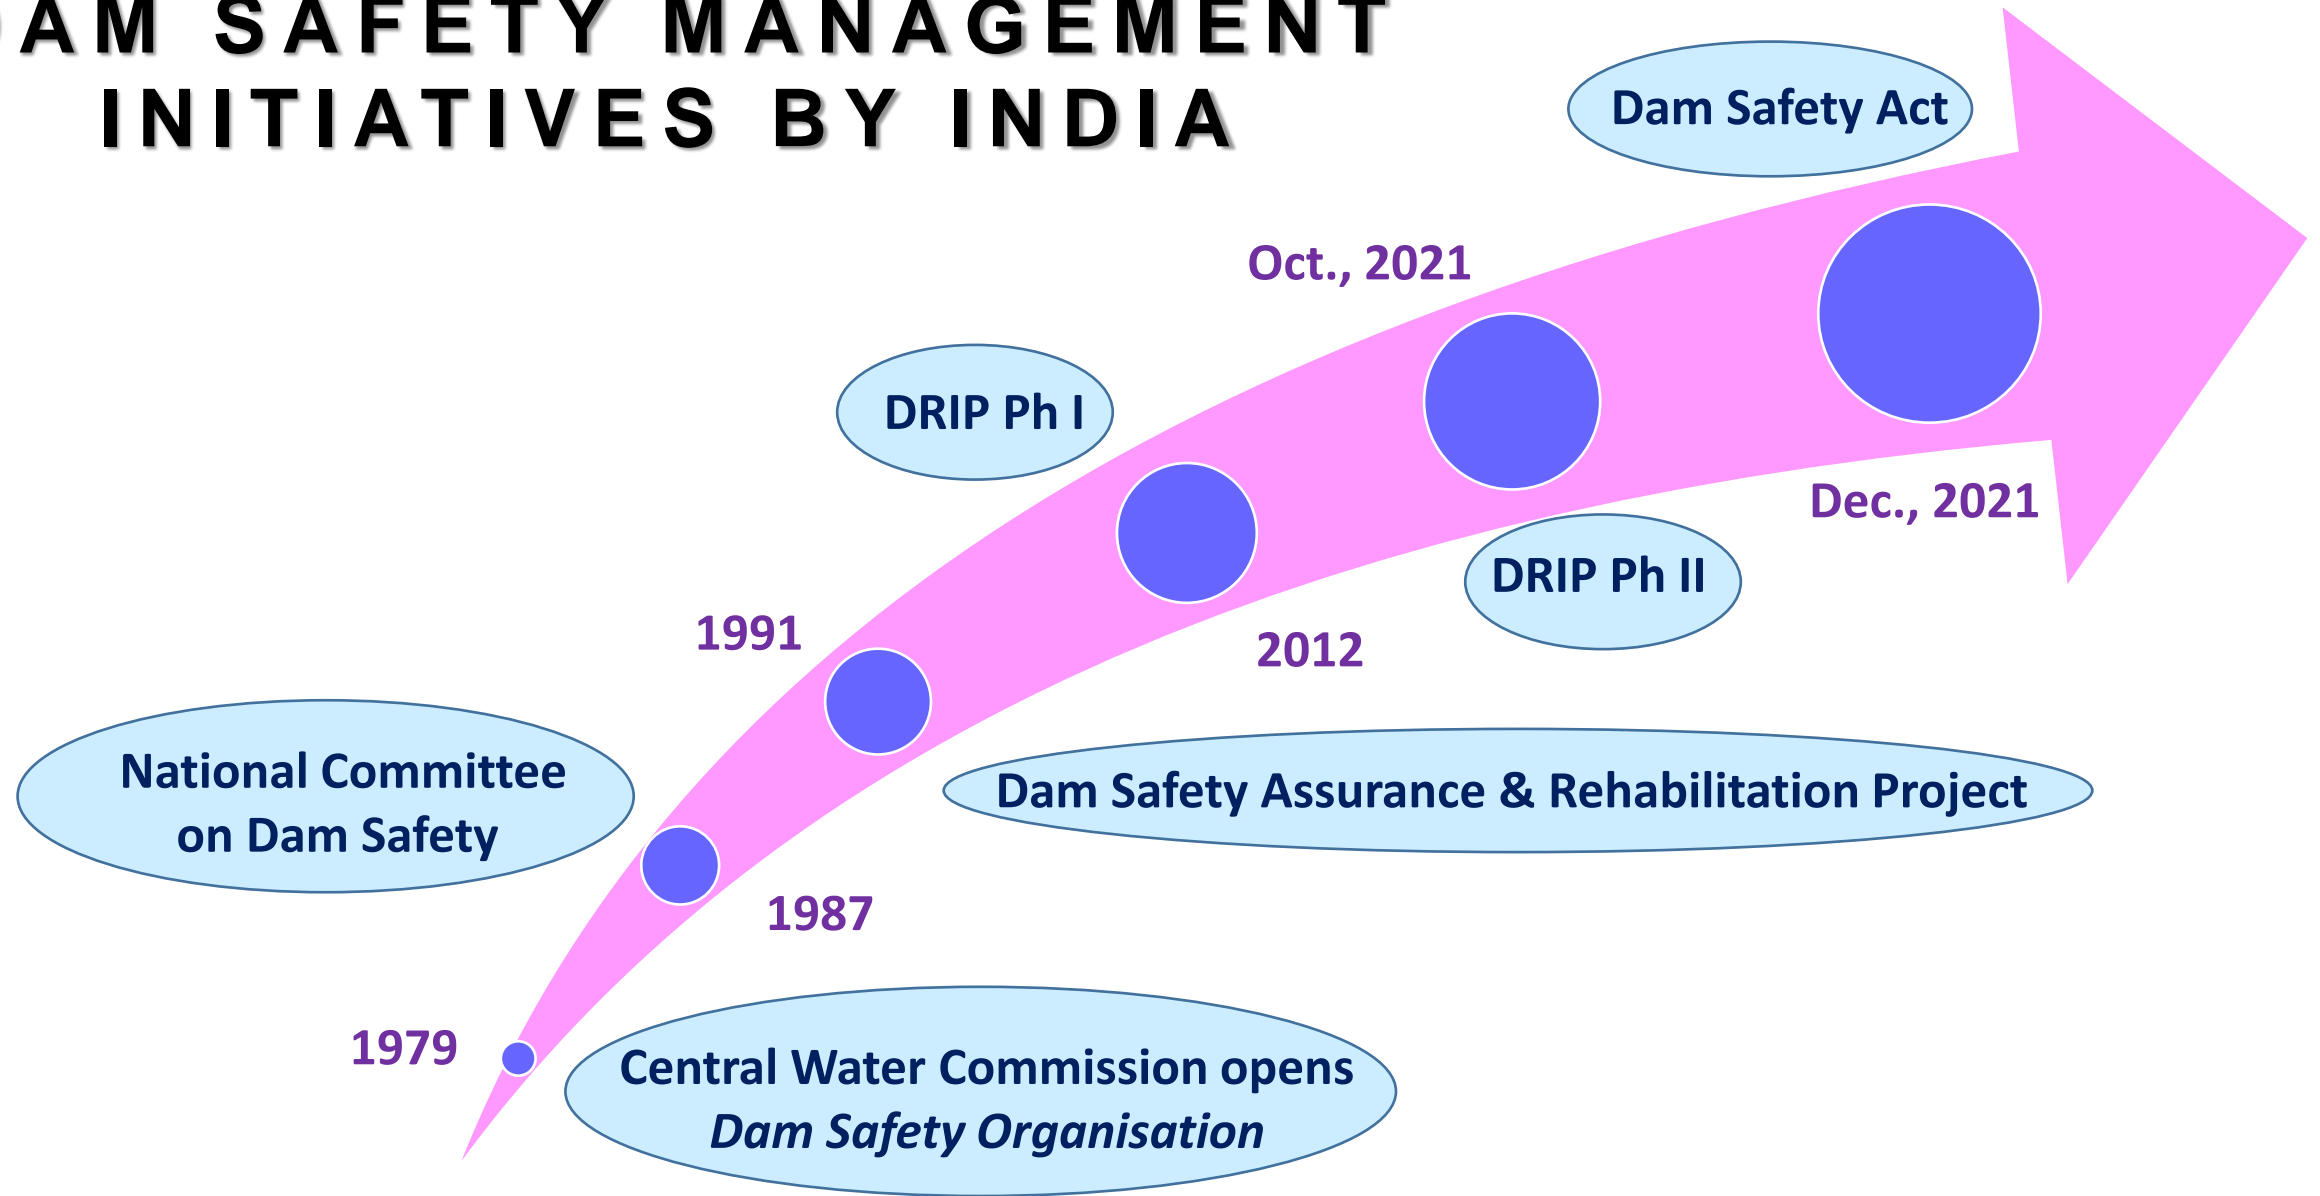 DAM SAFETY MANAGEMENT
INITIATIVES BY INDIA
Dam Safety Act
Oct., 2021
DRIP Ph I
Dec., 2021
DRIP Ph II
1991
2012
National Committee
on Dam Safety
Dam Safety Assurance & Rehabilitation Project
1987
1979
Central Water Commission opens
Dam Safety Organisation